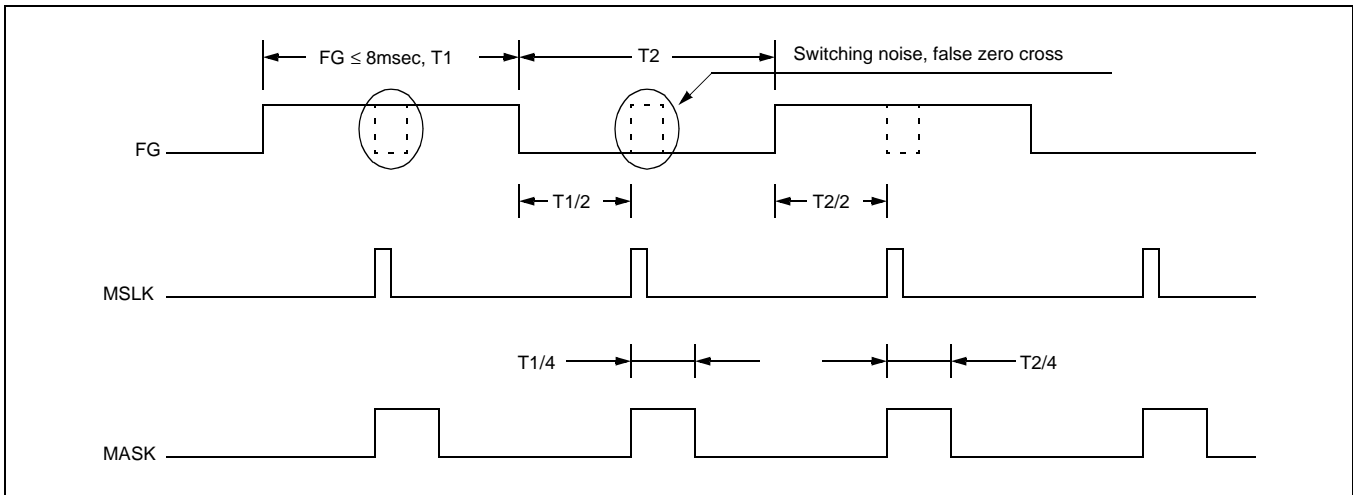 FG ≤ 8msec, T1
T2
Switching noise, false zero cross
FG
T1/2
T2/2
MSLK
T1/4
T2/4
MASK